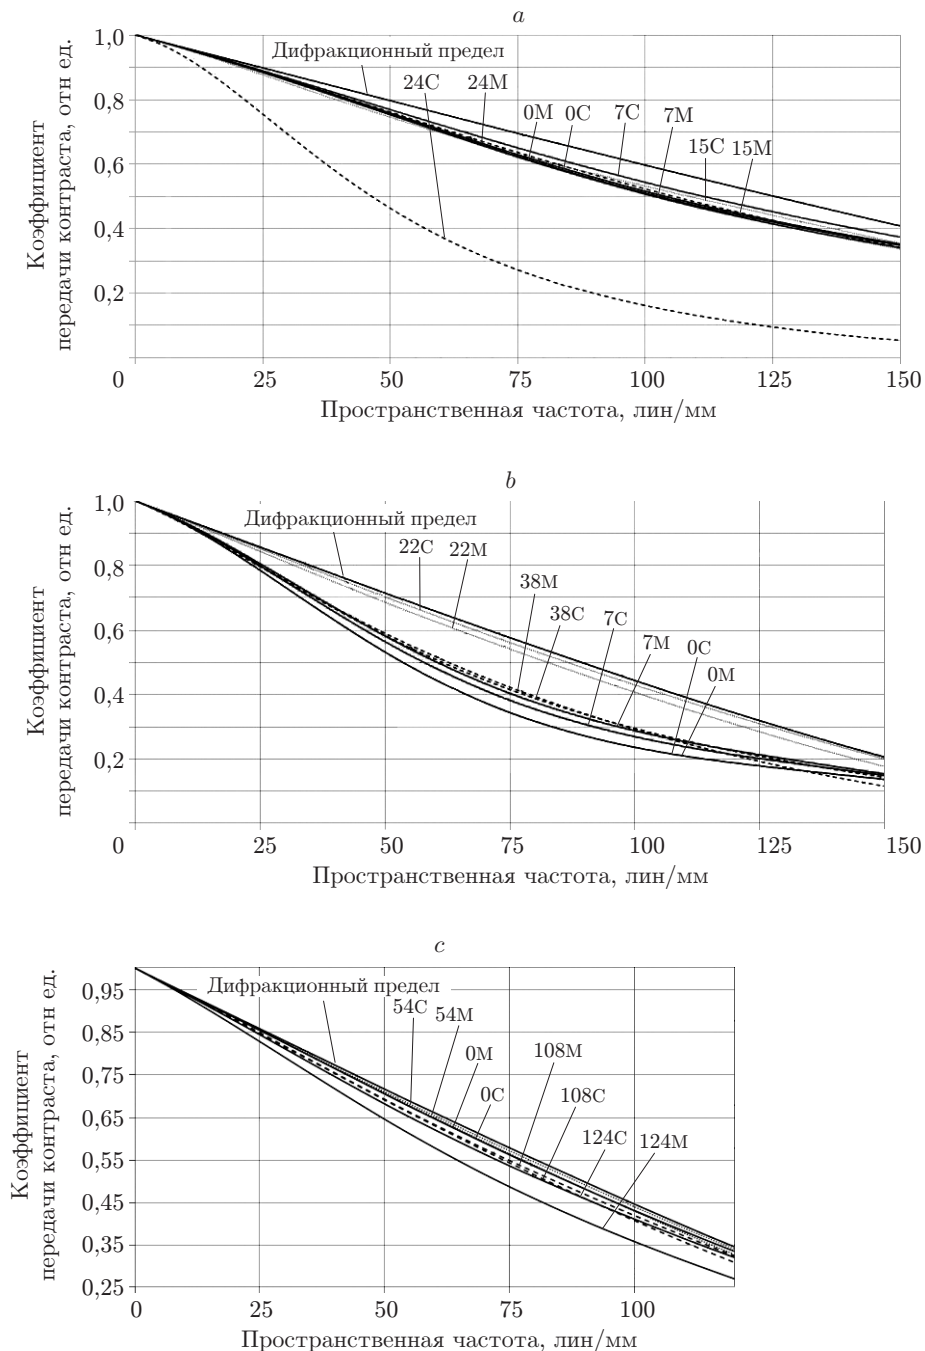 a
Коэффициент
передачи контраста, отн ед.
1,0
0,8
0,6
0,4
0,2
0
Дифракционный предел
24C
24M
0M
0C
7C
7M
15C
15M
25
50
75
100
125
150
Пространственная частота, лин/мм
b
Коэффициент
передачи контраста, отн ед.
1,0
0,8
0,6
0,4
0,2
0
Дифракционный предел
22C
22M
38M
38C
7C
7M
0C
0M
25
50
75
100
125
150
Пространственная частота, лин/мм
c
Коэффициент
передачи контраста, отн ед.
0,95
0,85
0,75
0,65
0,55
0,45
0,35
0,25
Дифракционный предел
54C
54M
0M
0C
108M
108C
124C
124M
0
25
50
75
100
Пространственная частота, лин/мм